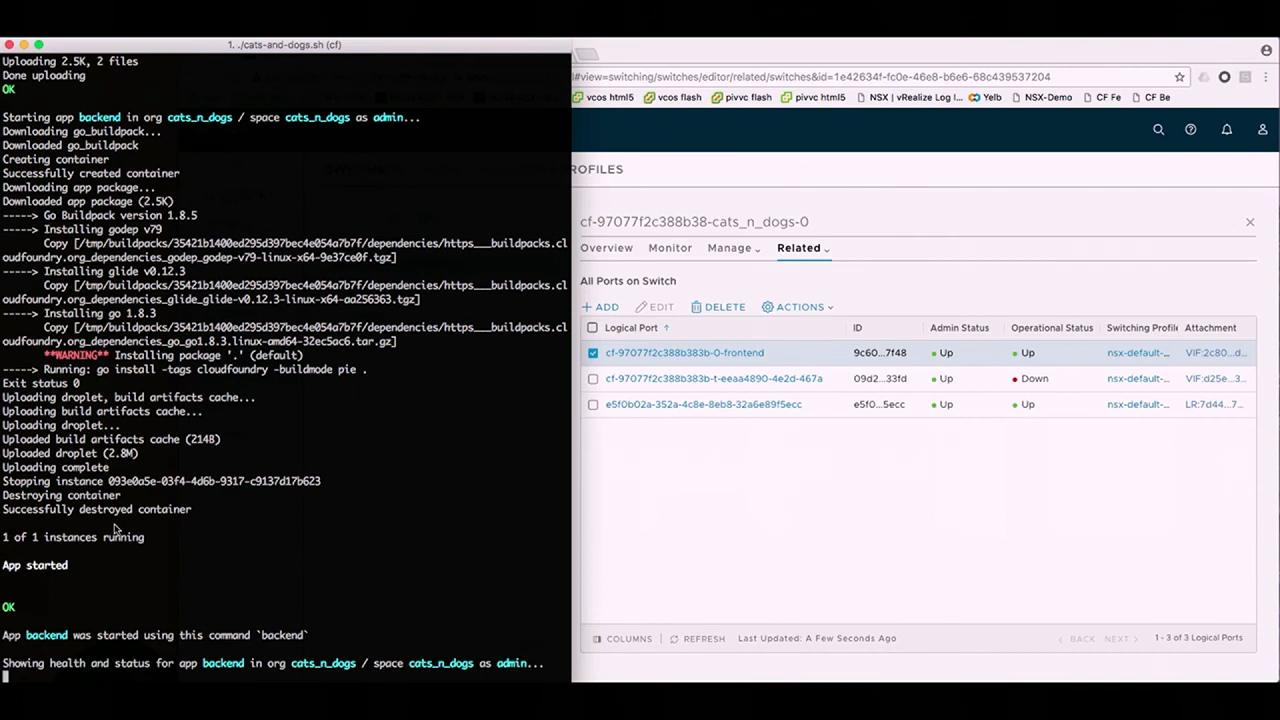 1. ./cats-and-dogs.sh (cf)
Uploading 2.5K, 2 files
Done uploading
OK
Starting app backend in org cats_n_dogs / space cats_n_dogs as admin...
Downloading go_buildpack...
Downloaded go_buildpack
Creating container
Successfully created container
Downloading app package...
Downloaded app package (2.5K)
-----> Go Buildpack version 1.8.5
-----> Installing godep v79
Copy [/tmp/buildpacks/35421b1400ed295d397bec4e054a7b7f/dependencies/https___buildpacks.cl
oudfoundry.org_dependencies_godep_godep-v79-linux-x64-9e37ce0f.tgz]
-----> Installing glide v0.12.3
Copy [/tmp/buildpacks/35421b1400ed295d397bec4e054a7b7f/dependencies/https___buildpacks.cl
oudfoundry.org_dependencies_glide_glide-v0.12.3-linux-x64-aa256363.tgz]
-----> Installing go 1.8.3
Copy [/tmp/buildpacks/35421b1400ed295d397bec4e054a7b7f/dependencies/https___buildpacks.cl
oudfoundry.org_dependencies_go_go1.8.3.linux-amd64-32ec5ac6.tar.gz]
**WARNING** Installing package '.' (default)
-----> Running: go install -tags cloudfoundry -buildmode pie .
Exit status 0
Uploading droplet, build artifacts cache...
Uploading build artifacts cache...
Uploading droplet...
Uploaded build artifacts cache (214B)
Uploaded droplet (2.8M)
Uploading complete
Stopping instance 093e0a5e-03f4-4d6b-9317-c9137d17b623
Destroying container
Successfully destroyed container
1 of 1 instances running
App started
OK
App backend was started using this command `backend`
Showing health and status for app backend in org cats_n_dogs / space cats_n_dogs as admin...
l#view=switching/switches/editor/related/switches&id=1e42634f-fc0e-46e8-b6e6-68c439537204
vcos html5 vcos flash pivvc flash pivvc html5 NSX | vRealize Log I... Yelb NSX-Demo CF Fe CF Be
ROFILES
cf-97077f2c388b38-cats_n_dogs-0
Overview Monitor Manage Related
All Ports on Switch
+ ADD EDIT DELETE ACTIONS
Logical Port ID Admin Status Operational Status Switching Profile Attachment
cf-97077f2c388b383b-0-frontend 9c60...7f48 Up Up nsx-default-... VIF:2c80...d...
cf-97077f2c388b383b-t-eeaa4890-4e2d-467a 09d2...33fd Up Down nsx-default-... VIF:d25e...3...
e5f0b02a-352a-4c8e-8eb8-32a6e89f5ecc e5f0...5ecc Up Up nsx-default-... LR:7d44...7...
COLUMNS REFRESH Last Updated: A Few Seconds Ago BACK NEXT 1 - 3 of 3 Logical Ports